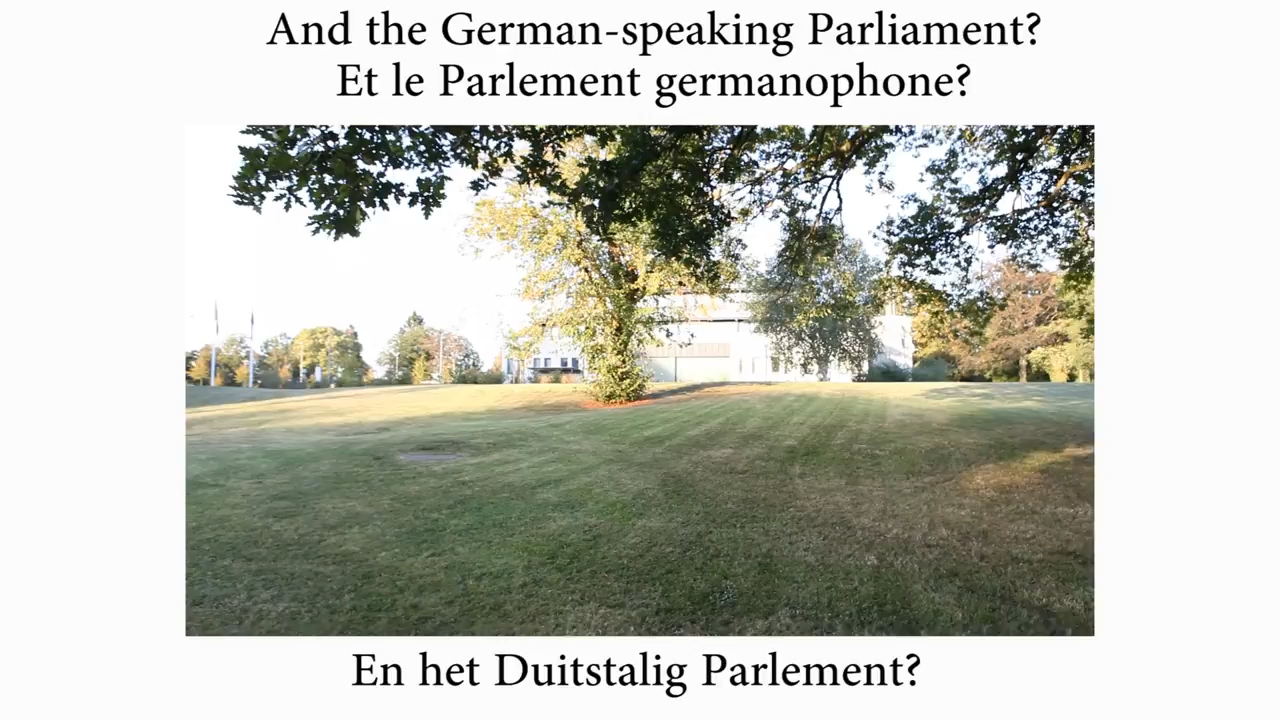 And the German-speaking Parliament?
Et le Parlement germanophone?
En het Duitstalig Parlement?